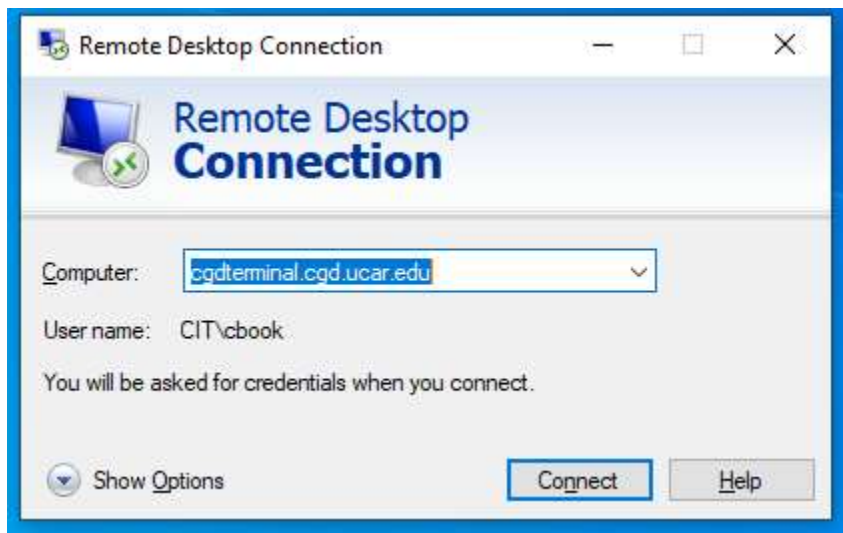 Remote Desktop Connection
Remote Desktop
Connection
Computer: cgdterminal.cgd.ucar.edu
User name: CIT\cbook
You will be asked for credentials when you connect.
Show Options Connect Help